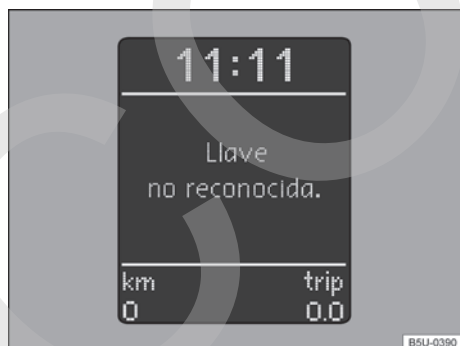 11:11
Llave
no reconocida.
km trip
0 0.0
B5U-0390